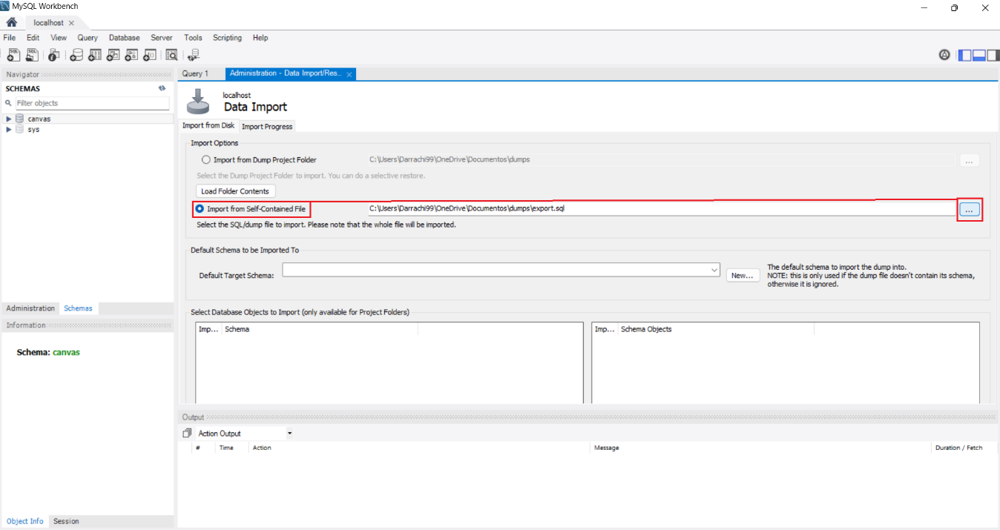 MySQL Workbench
localhost
File Edit View Query Database Server Tools Scripting Help
Navigator
SCHEMAS
Filter objects
canvas
sys
Administration Schemas
Information
Schema: canvas
Object Info Session
Query 1 Administration - Data Import/Res...
localhost
Data Import
Import from Disk Import Progress
Import Options
Import from Dump Project Folder C:\Users\Darrachi99\OneDrive\Documentos\dumps ...
Select the Dump Project Folder to import. You can do a selective restore.
Load Folder Contents
Import from Self-Contained File C:\Users\Darrachi99\OneDrive\Documentos\dumps\export.sql ...
Select the SQL/dump file to import. Please note that the whole file will be imported.
Default Schema to be Imported To
Default Target Schema: New...
The default schema to import the dump into.
NOTE: this is only used if the dump file doesn't contain its schema,
otherwise it is ignored.
Select Database Objects to Import (only available for Project Folders)
Imp... Schema Imp... Schema Objects
Output
Action Output
# Time Action Message Duration / Fetch